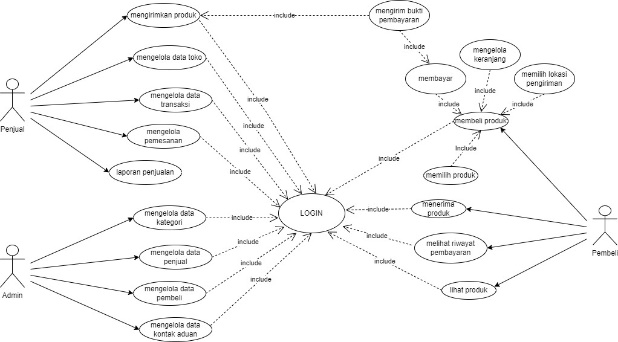 mengirimkan produk
include
mengirim bukti
pembayaran
include
mengelola
keranjang
mengelola data toko
membayar
memilih lokasi
pengiriman
include
mengelola data
transaksi
include
include
include
include
membeli produk
Penjual
include
mengelola
pemesanan
include
include
Include
include
laporan penjualan
include
memilih produk
mengelola data
kategori
include
LOGIN
include
menerima
produk
mengelola data
penjual
include
include
melihat riwayat
pembayaran
Pembeli
include
include
Admin
mengelola data
pembeli
include
lihat produk
mengelola data
kontak aduan